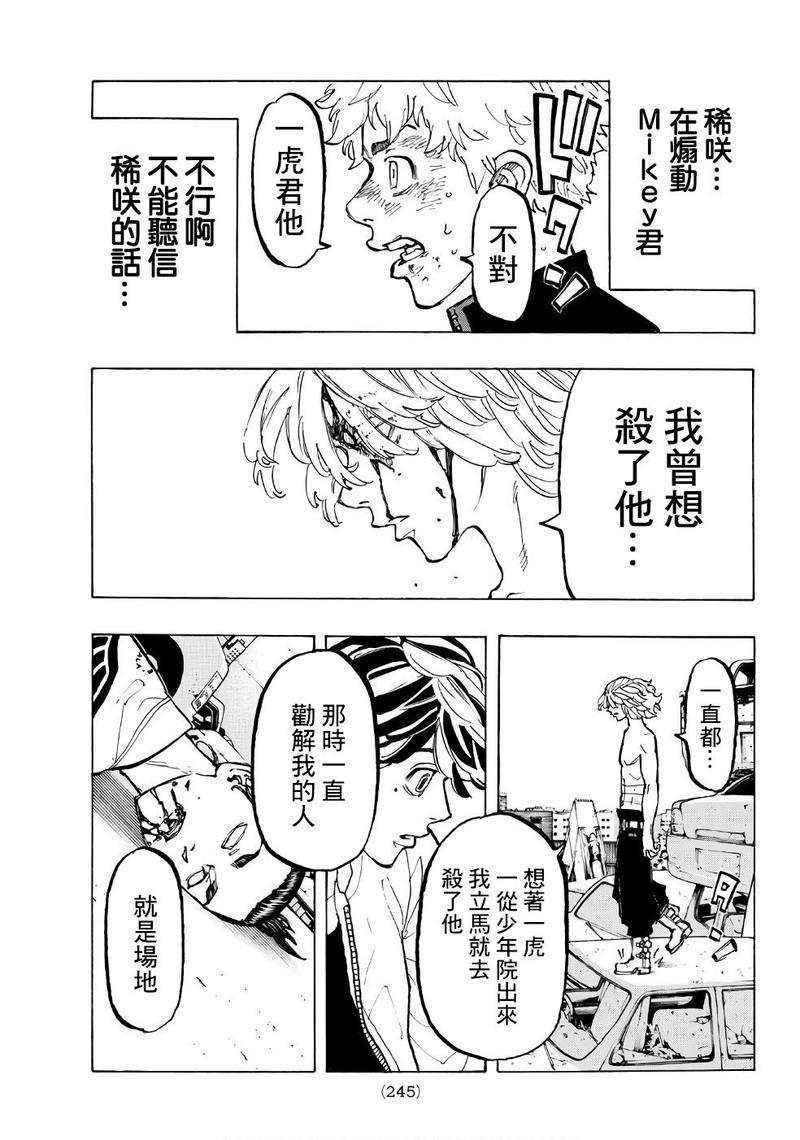 稀咲…
在煽動
Mikey君
不對
一虎君他
不行啊
不能聽信
稀咲的話…
我曾想
殺了他…
一直都…
想著一虎
一從少年院出來
我立馬就去
殺了他
那時一直
勸解我的人
就是場地
(245)